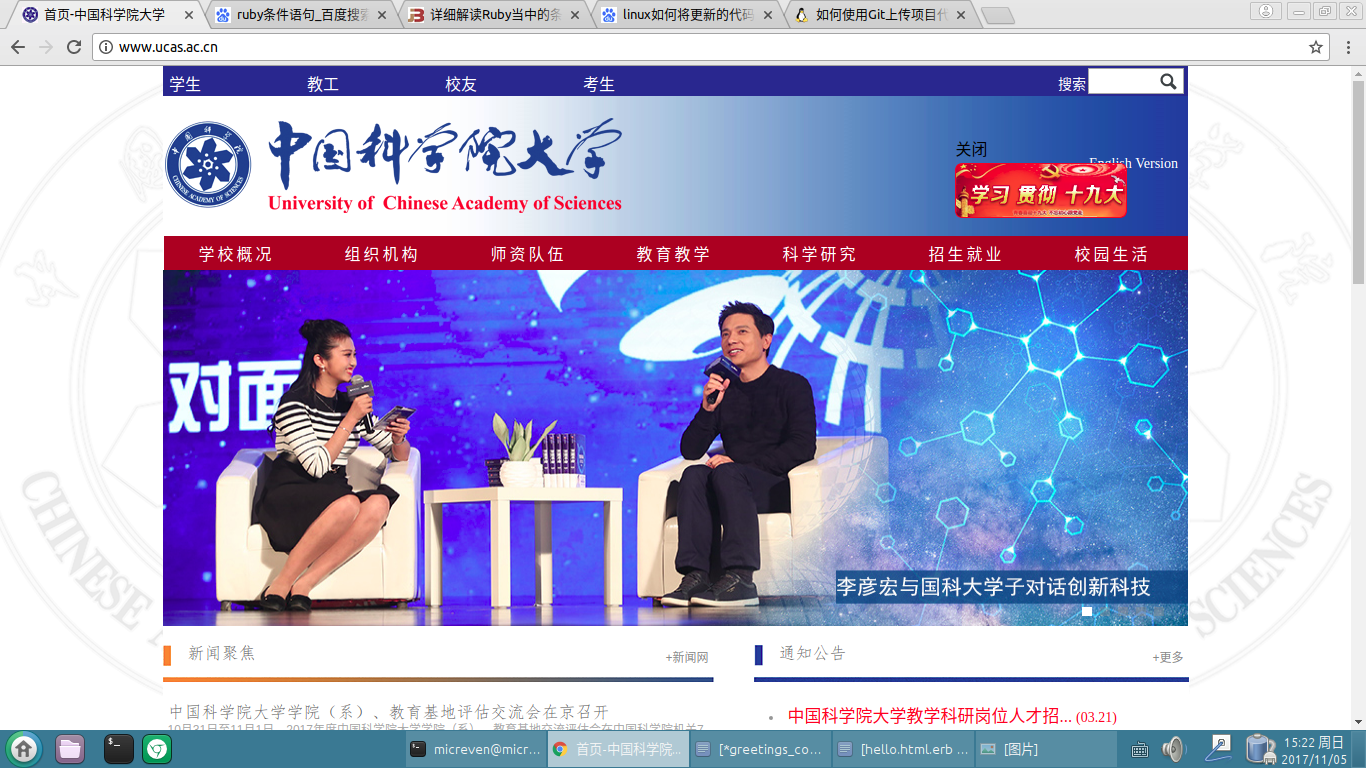 首页-中国科学院大学
ruby条件语句_百度搜索
详细解读Ruby当中的条
linux如何将更新的代码
如何使用Git上传项目代
www.ucas.ac.cn
学生 教工 校友 考生 搜索
中国科学院大学
CHINESE ACADEMY OF SCIENCES
University of Chinese Academy of Sciences
关闭
English Version
学习 贯彻 十九大
学校概况 组织机构 师资队伍 教育教学 科学研究 招生就业 校园生活
对面
李彦宏与国科大学子对话创新科技
CHINESE
SCIENCES
新闻聚焦 +新闻网
通知公告 +更多
中国科学院大学学院（系）、教育基地评估交流会在京召开
10月31日至11月1日，2017年度中国科学院大学学院（系）、教育基地交流评估会在中国科学院机关7
中国科学院大学教学科研岗位人才招... (03.21)
micreven@micr...
首页-中国科学院...
[*greetings_co...
[hello.html.erb ...
[图片]
15:22 周日
2017/11/05